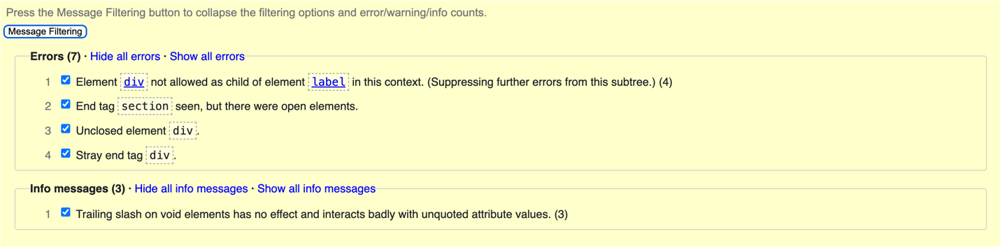 Press the Message Filtering button to collapse the filtering options and error/warning/info counts.
Message Filtering
Errors (7) · Hide all errors · Show all errors
1 Element div not allowed as child of element label in this context. (Suppressing further errors from this subtree.) (4)
2 End tag section seen, but there were open elements.
3 Unclosed element div.
4 Stray end tag div.
Info messages (3) · Hide all info messages · Show all info messages
1 Trailing slash on void elements has no effect and interacts badly with unquoted attribute values. (3)